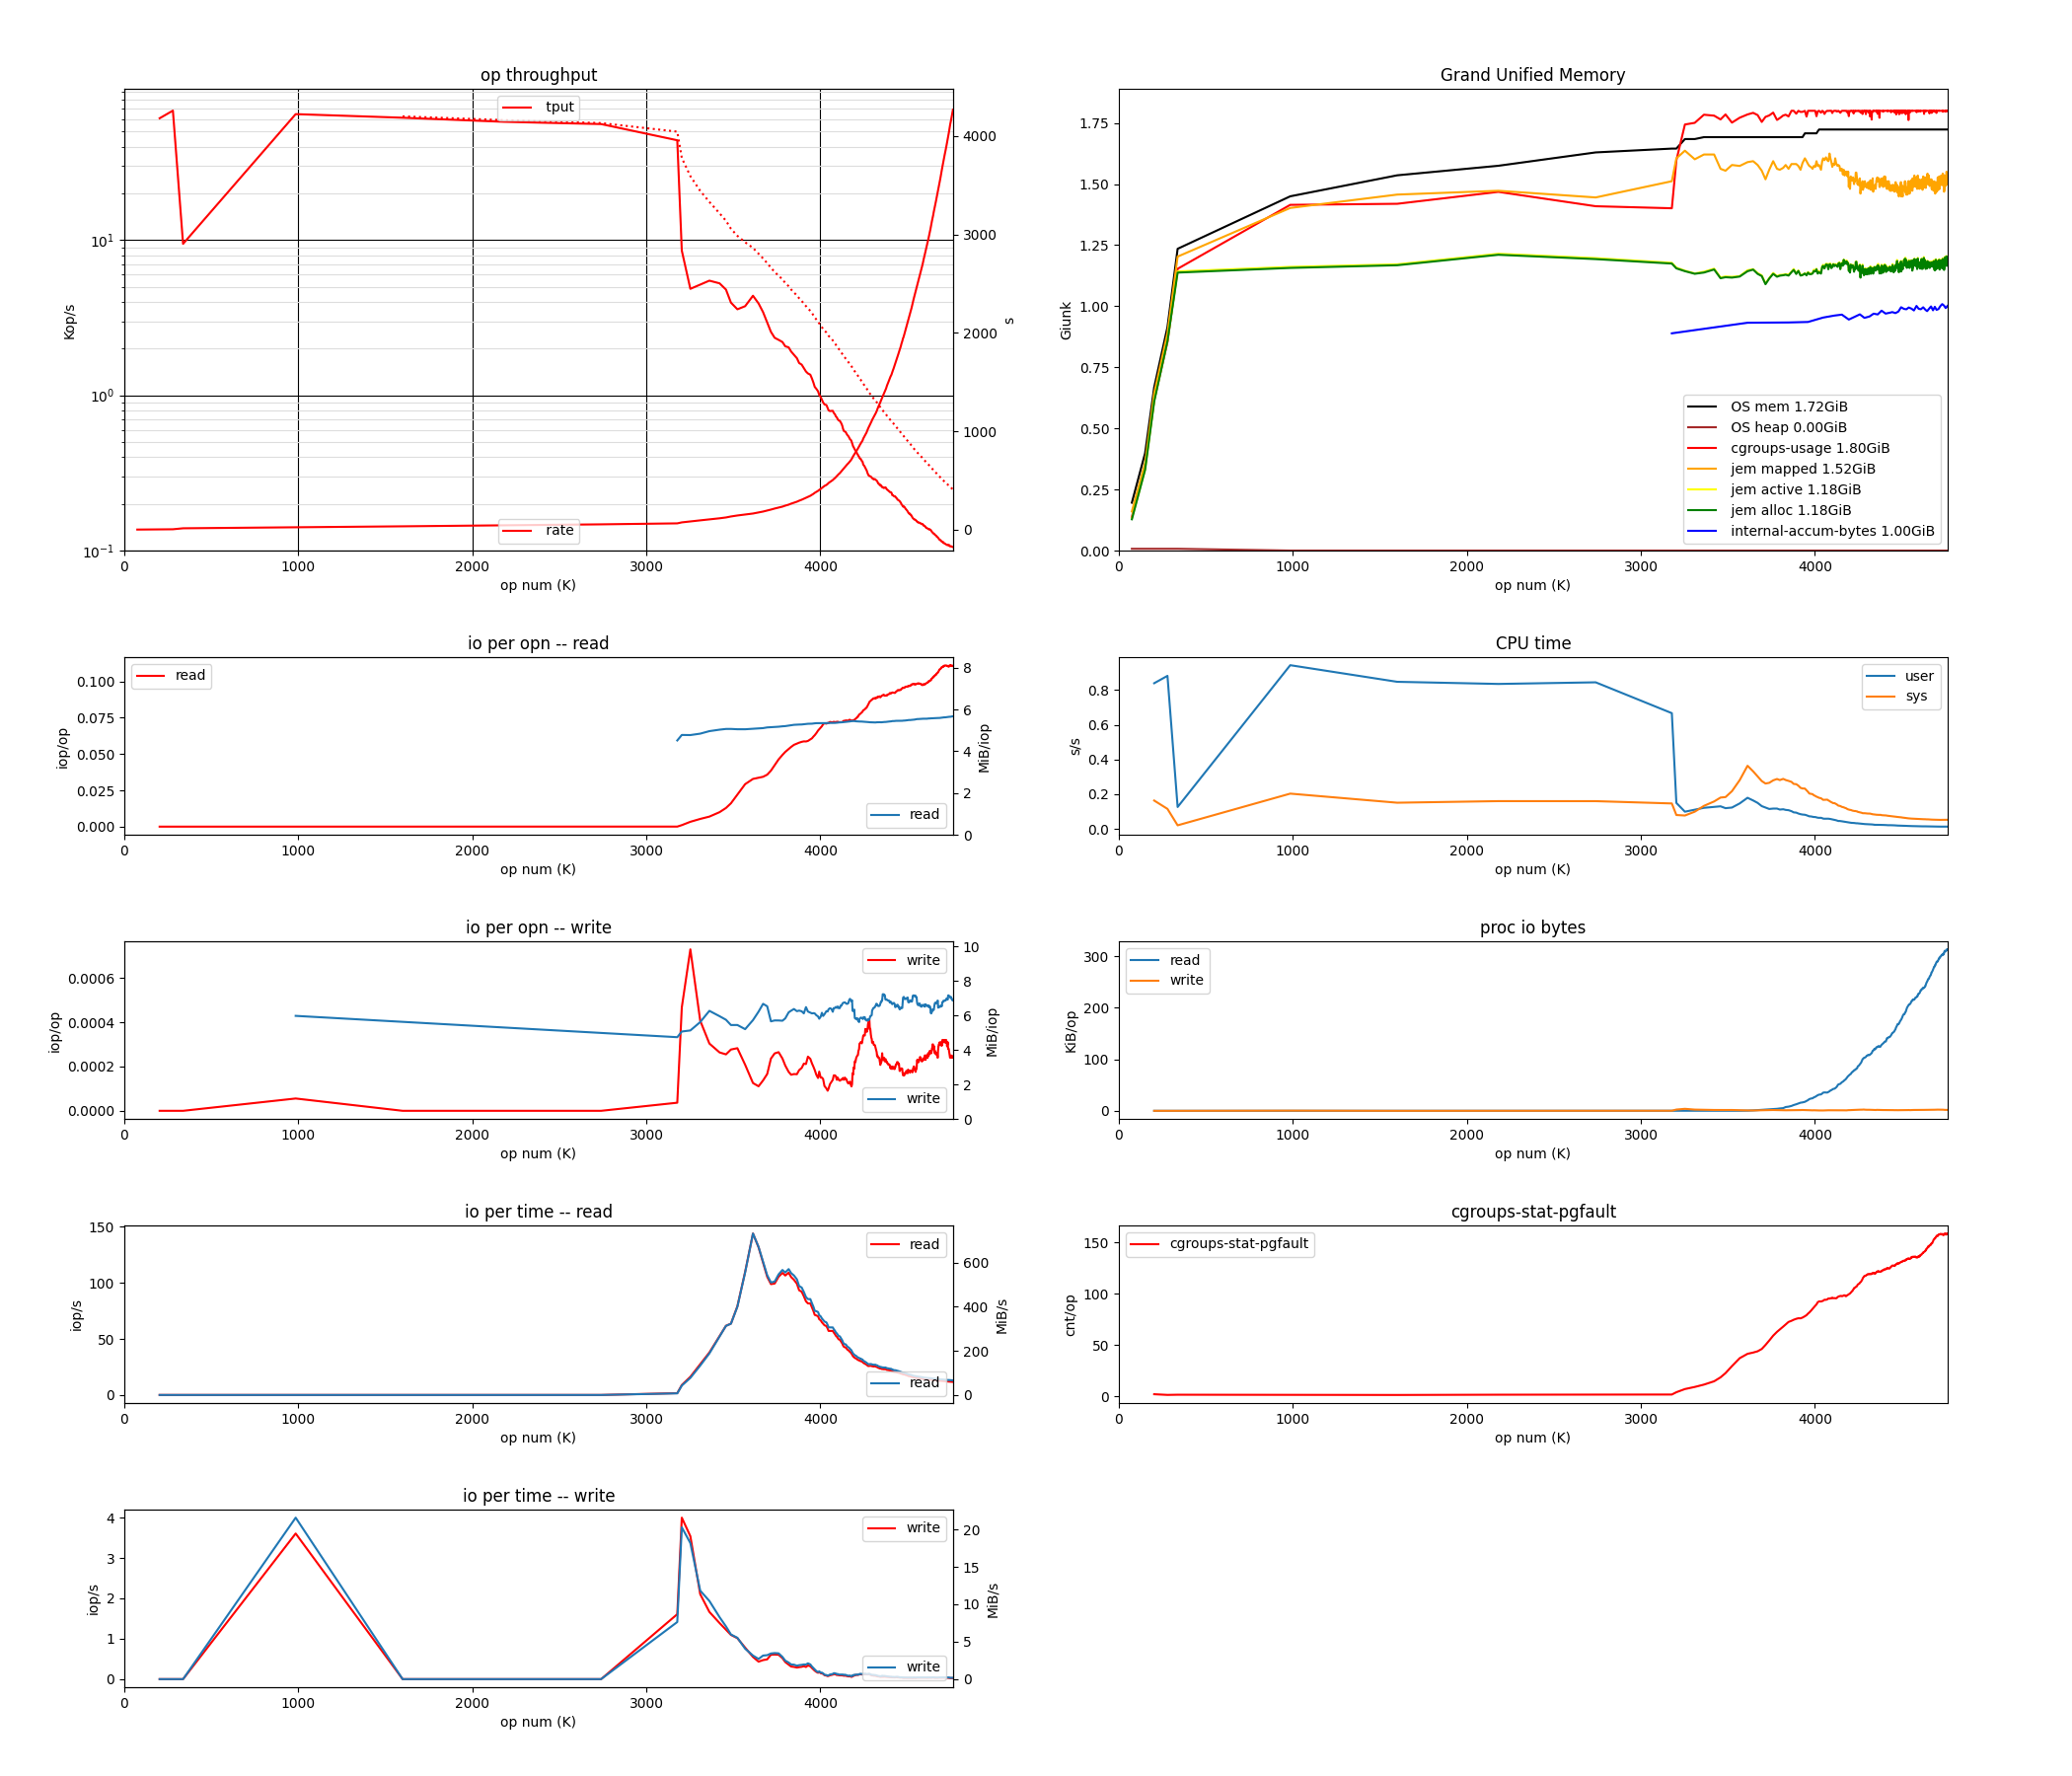 op throughput
tput
rate
Kop/s
s
10¹
10⁰
10⁻¹
4000
3000
2000
1000
0
0 1000 2000 3000 4000
op num (K)
Grand Unified Memory
Giunk
1.75
1.50
1.25
1.00
0.75
0.50
0.25
0.00
OS mem 1.72GiB
OS heap 0.00GiB
cgroups-usage 1.80GiB
jem mapped 1.52GiB
jem active 1.18GiB
jem alloc 1.18GiB
internal-accum-bytes 1.00GiB
0 1000 2000 3000 4000
op num (K)
io per opn -- read
read
read
iop/op
MiB/iop
0.100
0.075
0.050
0.025
0.000
8
6
4
2
0
0 1000 2000 3000 4000
op num (K)
CPU time
user
sys
s/s
0.8
0.6
0.4
0.2
0.0
0 1000 2000 3000 4000
op num (K)
io per opn -- write
write
write
iop/op
MiB/iop
0.0006
0.0004
0.0002
0.0000
10
8
6
4
2
0
0 1000 2000 3000 4000
op num (K)
proc io bytes
read
write
KiB/op
300
200
100
0
0 1000 2000 3000 4000
op num (K)
io per time -- read
read
read
iop/s
MiB/s
150
100
50
0
600
400
200
0
0 1000 2000 3000 4000
op num (K)
cgroups-stat-pgfault
cgroups-stat-pgfault
cnt/op
150
100
50
0
0 1000 2000 3000 4000
op num (K)
io per time -- write
write
write
iop/s
MiB/s
4
3
2
1
0
20
15
10
5
0
0 1000 2000 3000 4000
op num (K)